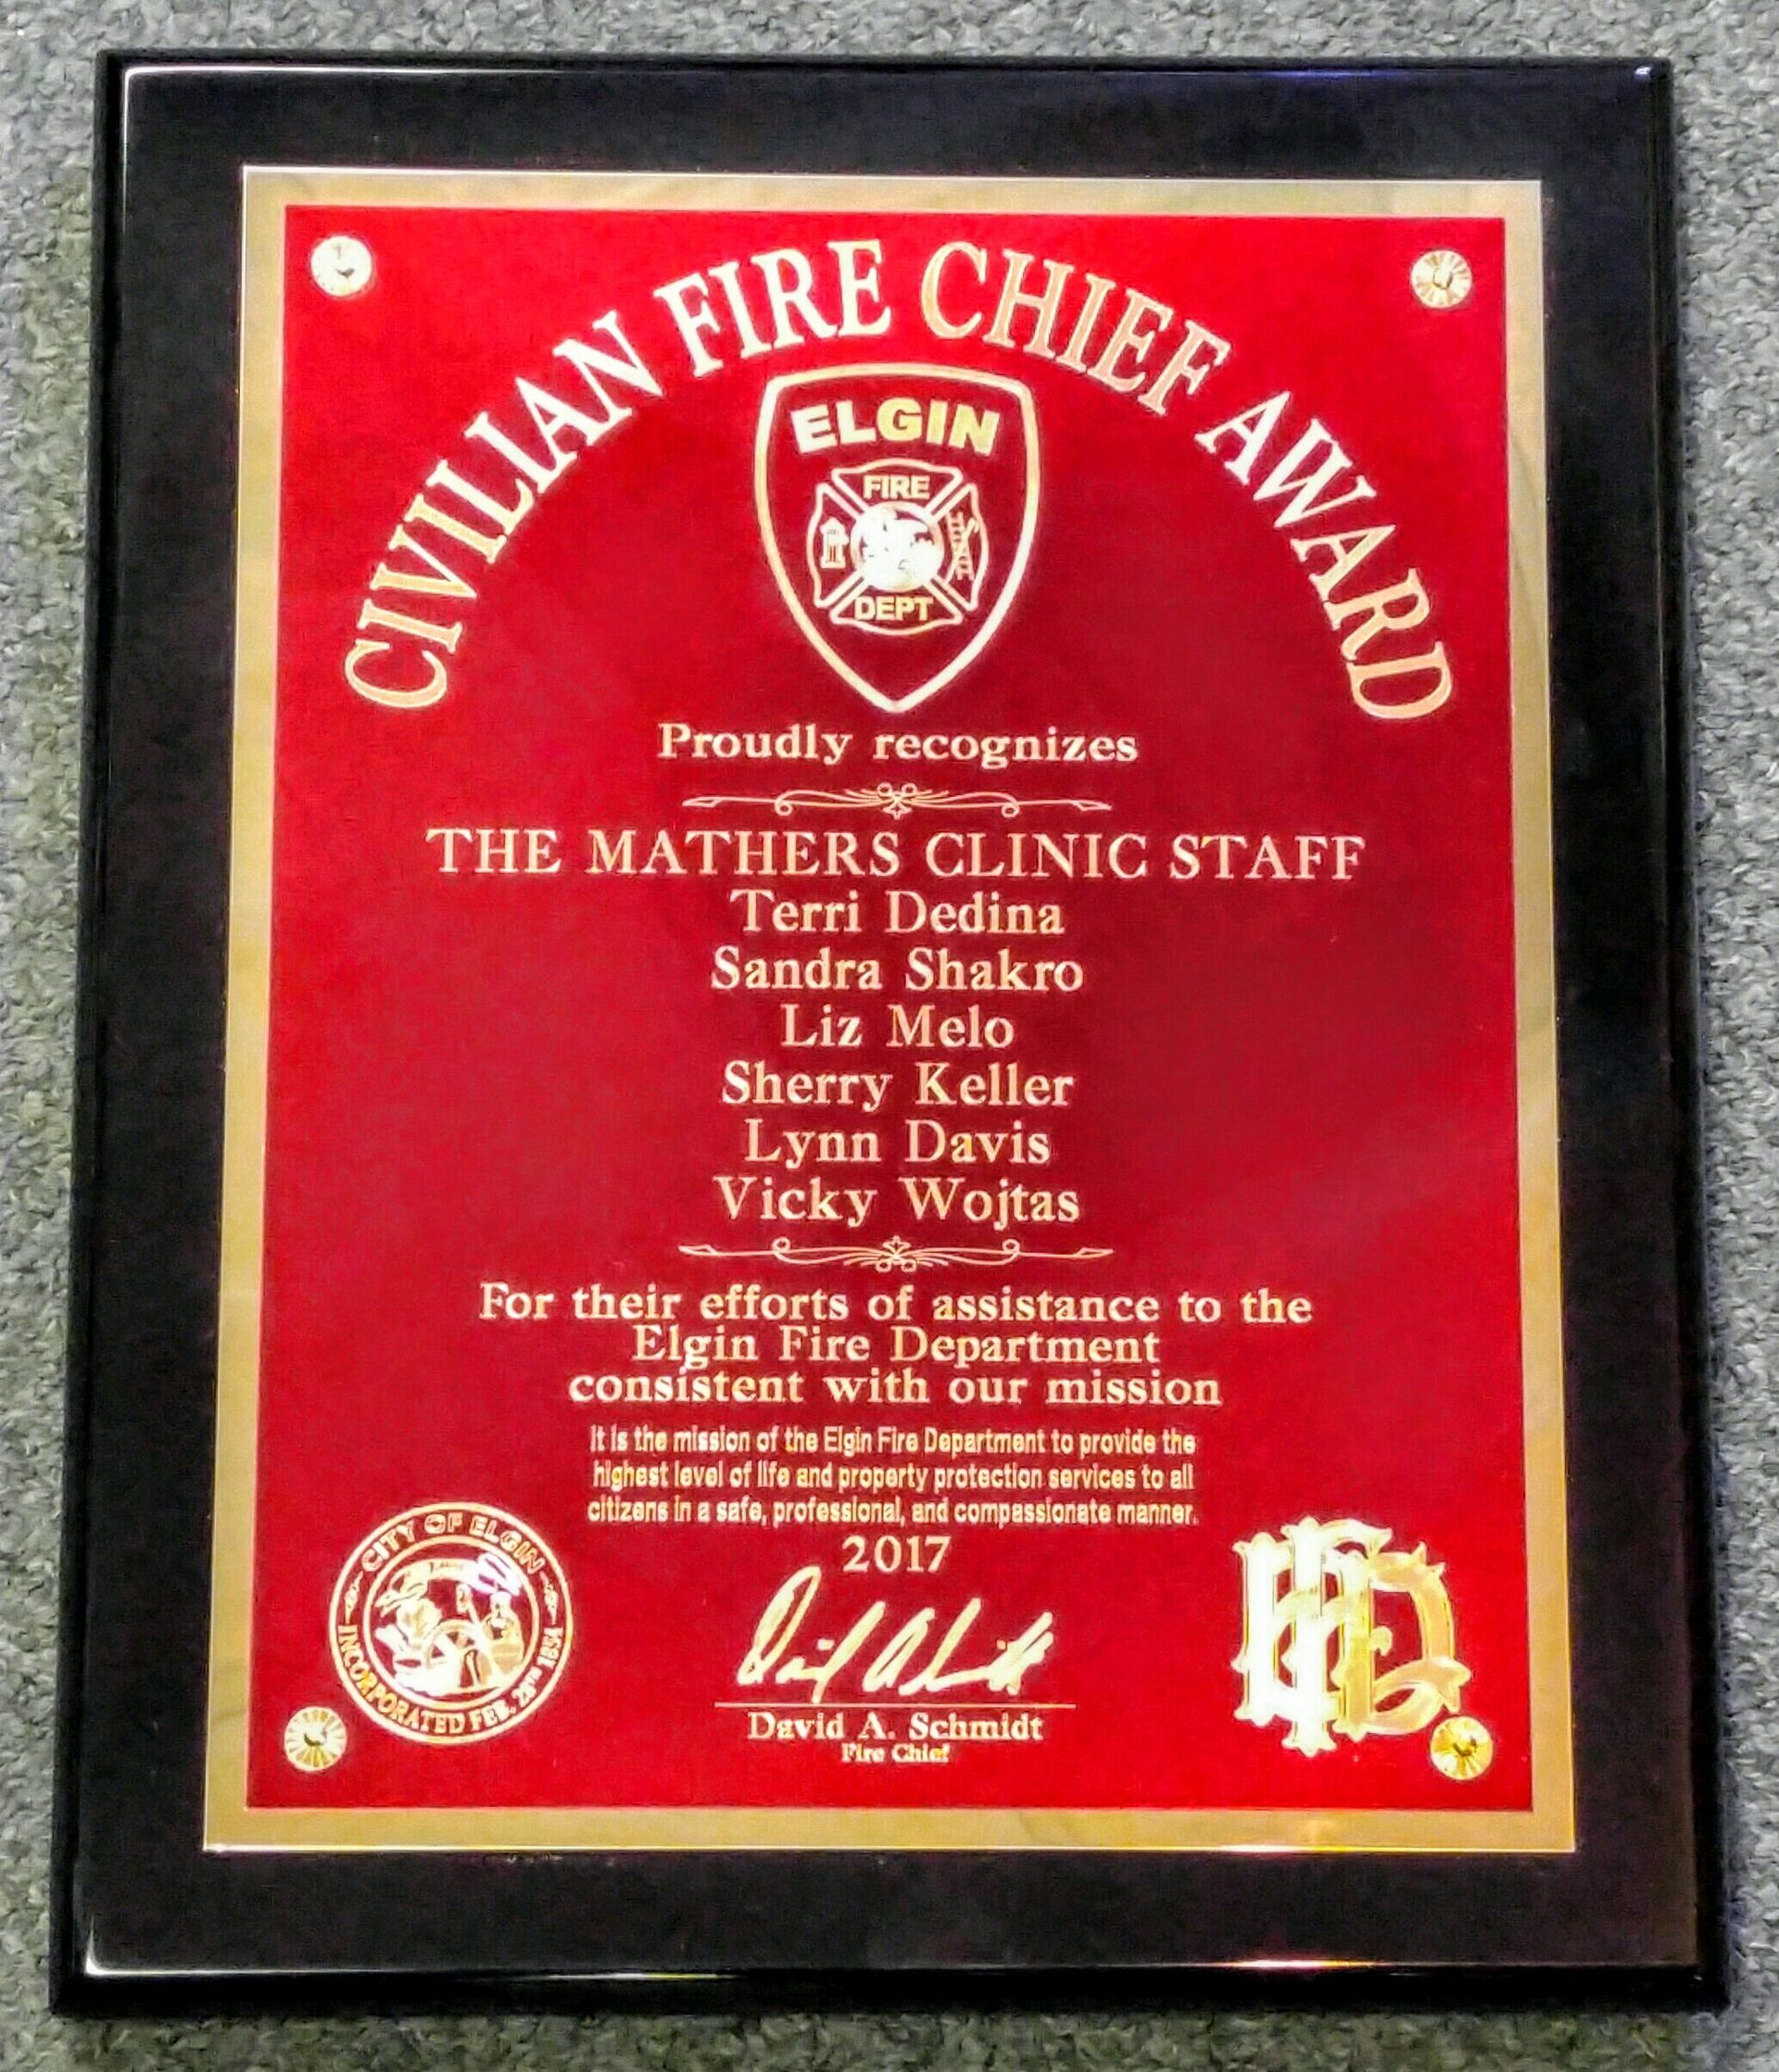 CIVILIAN FIRE CHIEF AWARD
ELGIN
FIRE
DEPT
Proudly recognizes
THE MATHERS CLINIC STAFF
Terri Dedina
Sandra Shakro
Liz Melo
Sherry Keller
Lynn Davis
Vicky Wojtas
For their efforts of assistance to the
Elgin Fire Department
consistent with our mission
It is the mission of the Elgin Fire Department to provide the
highest level of life and property protection services to all
citizens in a safe, professional, and compassionate manner.
2017
CITY OF ELGIN
INCORPORATED FEB. 28TH 1854
EFD
David A. Schmidt
Fire Chief